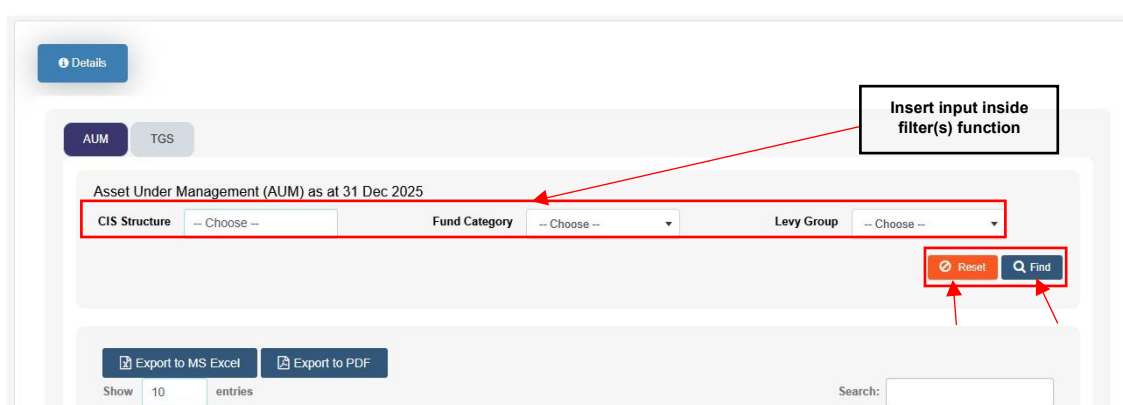 Details
Insert input inside
filter(s) function
AUM TGS
Asset Under Management (AUM) as at 31 Dec 2025
CIS Structure -- Choose -- Fund Category -- Choose -- Levy Group -- Choose --
Reset Find
Export to MS Excel Export to PDF
Show 10 entries Search: